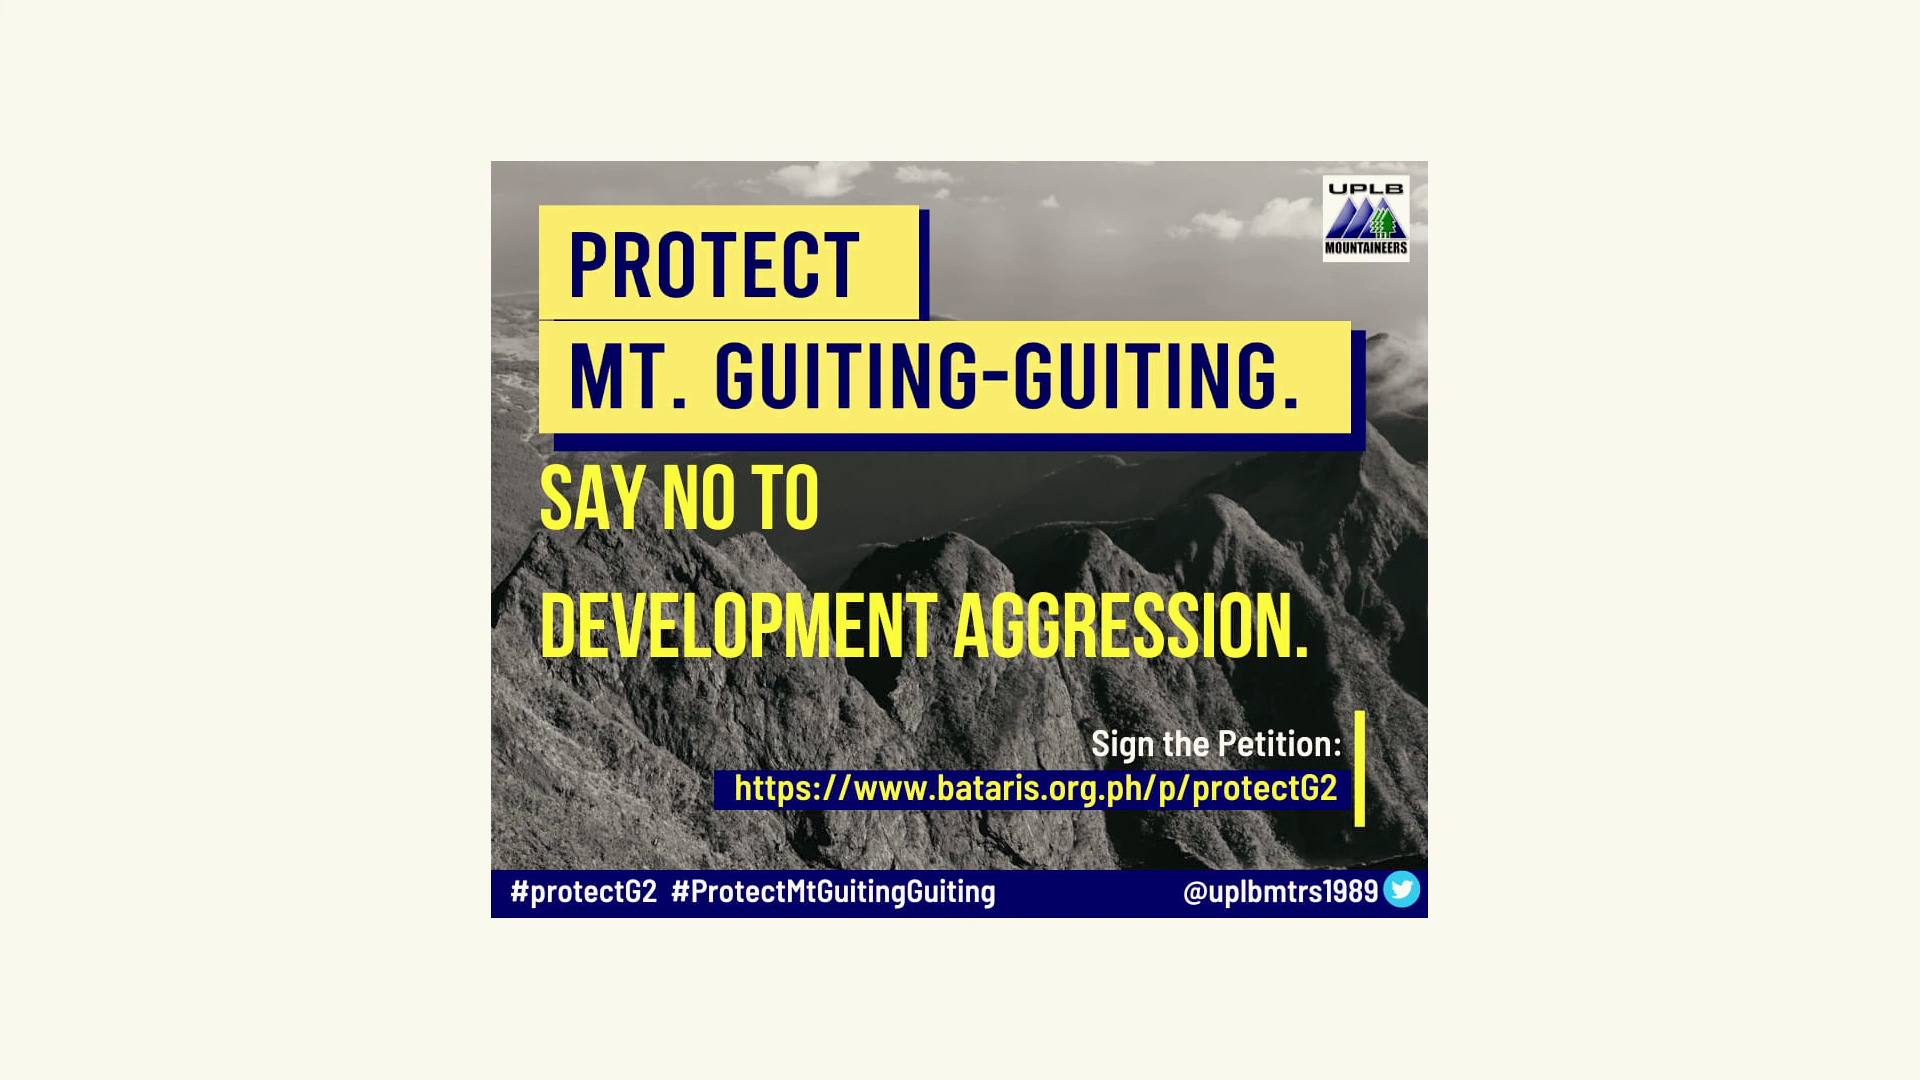 UPLB
MOUNTAINEERS
PROTECT
MT. GUITING-GUITING.
SAY NO TO
DEVELOPMENT AGGRESSION.
Sign the Petition:
https://www.bataris.org.ph/p/protectG2
#protectG2 #ProtectMtGuitingGuiting
@uplbmtrs1989